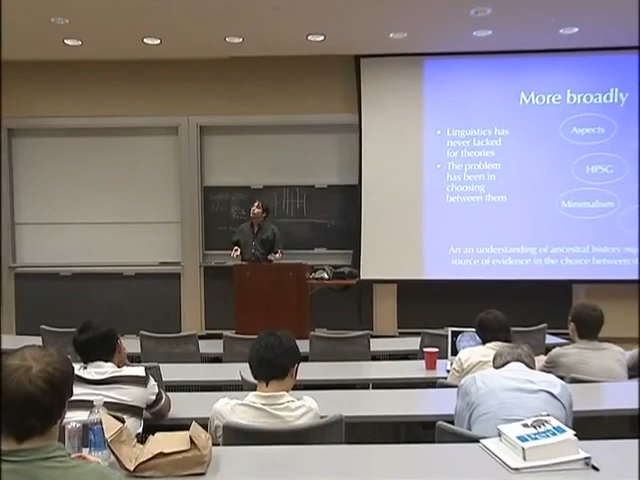 More broadly
• Linguistics has
never lacked
for theories
• The problem
has been in
choosing
between them
Aspects
HPSG
Minimalism
An an understanding of ancestral history
source of evidence in the choice between